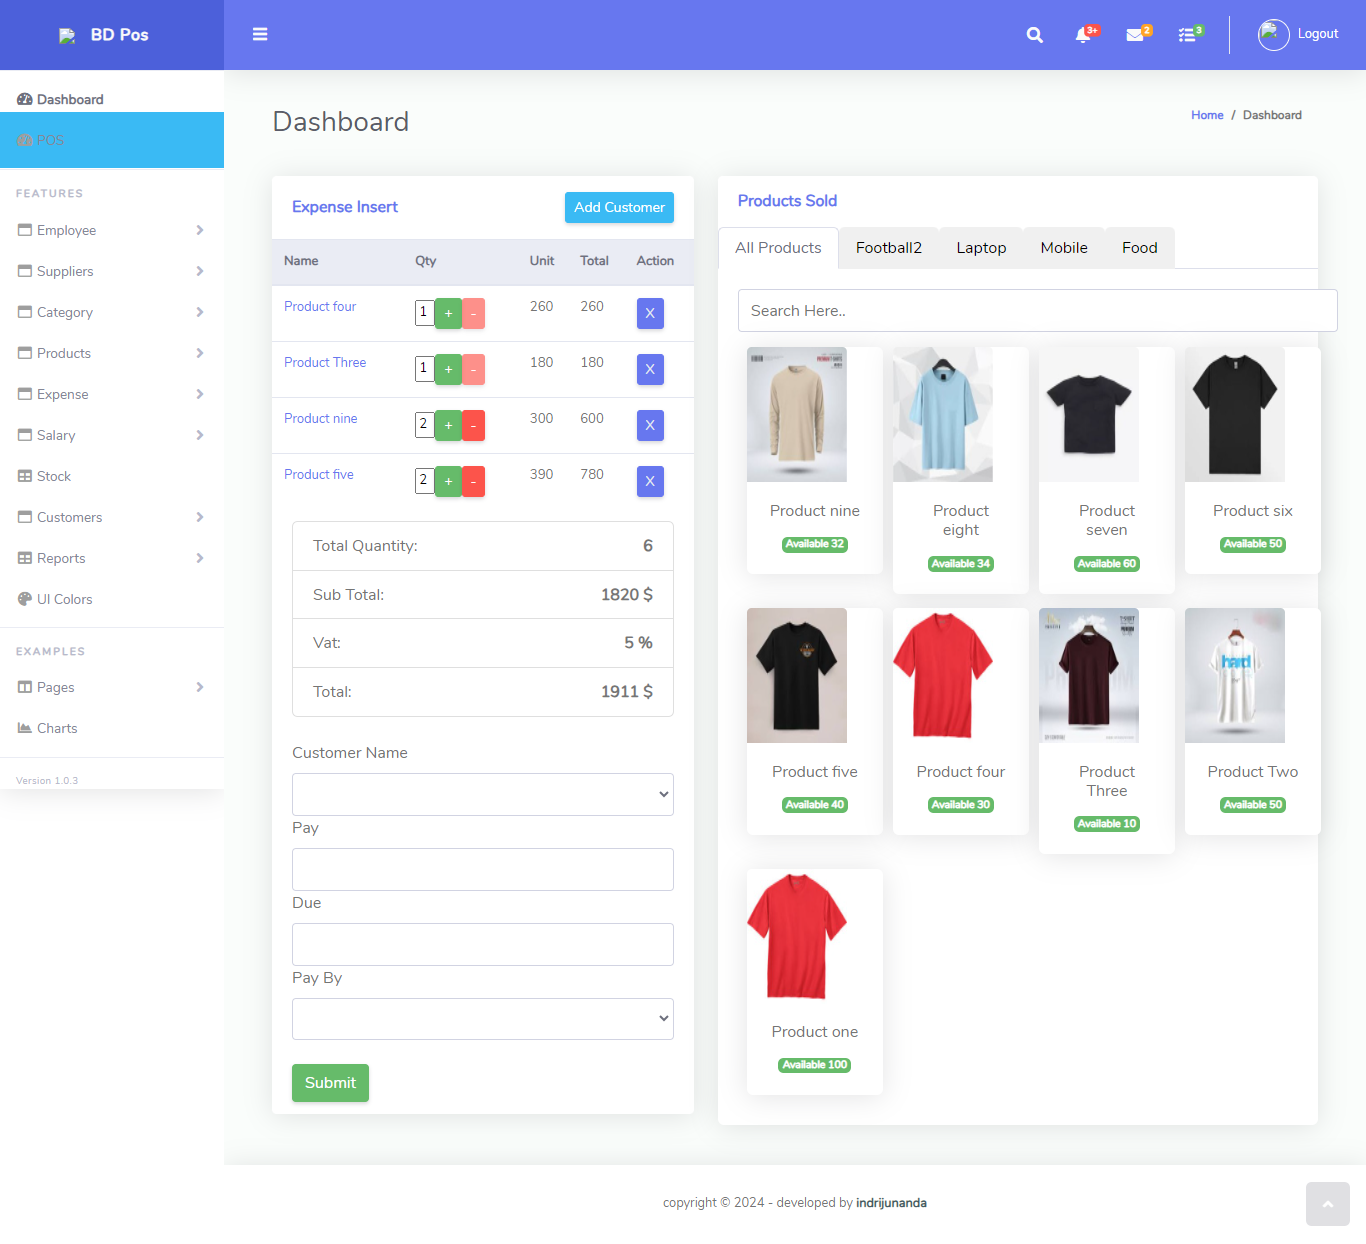 BD Pos
3+
2
3
Logout
Dashboard
POS
FEATURES
Employee
Suppliers
Category
Products
Expense
Salary
Stock
Customers
Reports
UI Colors
EXAMPLES
Pages
Charts
Version 1.0.3
Dashboard
Home / Dashboard
Expense Insert
Add Customer
Name Qty Unit Total Action
Product four 1 + - 260 260 X
Product Three 1 + - 180 180 X
Product nine 2 + - 300 600 X
Product five 2 + - 390 780 X
Total Quantity: 6
Sub Total: 1820 $
Vat: 5 %
Total: 1911 $
Customer Name
Pay
Due
Pay By
Submit
Products Sold
All Products Football2 Laptop Mobile Food
Search Here..
Product nine
Available 32
Product
eight
Available 34
Product
seven
Available 60
Product six
Available 50
Product five
Available 40
Product four
Available 30
Product
Three
Available 10
hard
Product Two
Available 50
Product one
Available 100
copyright © 2024 - developed by indrijunanda